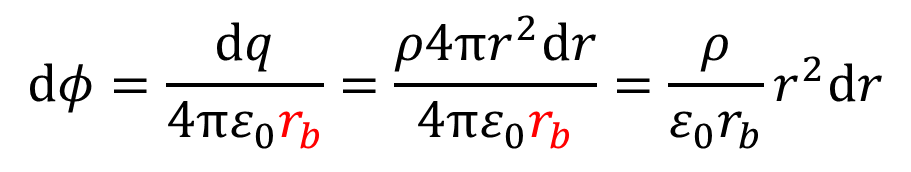 dϕ = dq / 4πε₀r_b = ρ4πr²dr / 4πε₀r_b = ρ / ε₀r_b r²dr